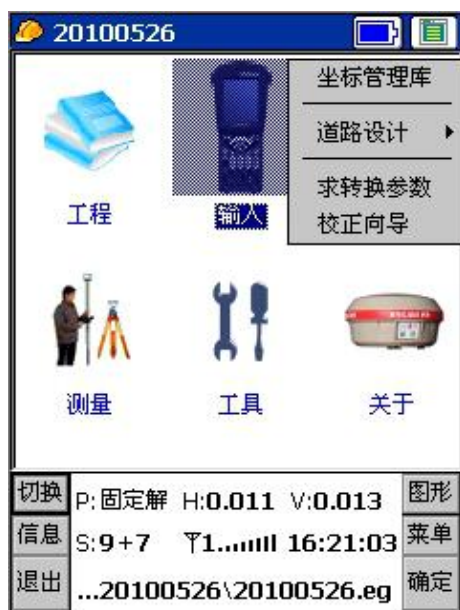 20100526
坐标管理库
道路设计
求转换参数
校正向导
工程
输入
测量
工具
关于
切换
P:固定解 H:0.011 V:0.013
图形
信息
S:9+7 1 16:21:03
菜单
退出
...20100526\20100526.eg
确定